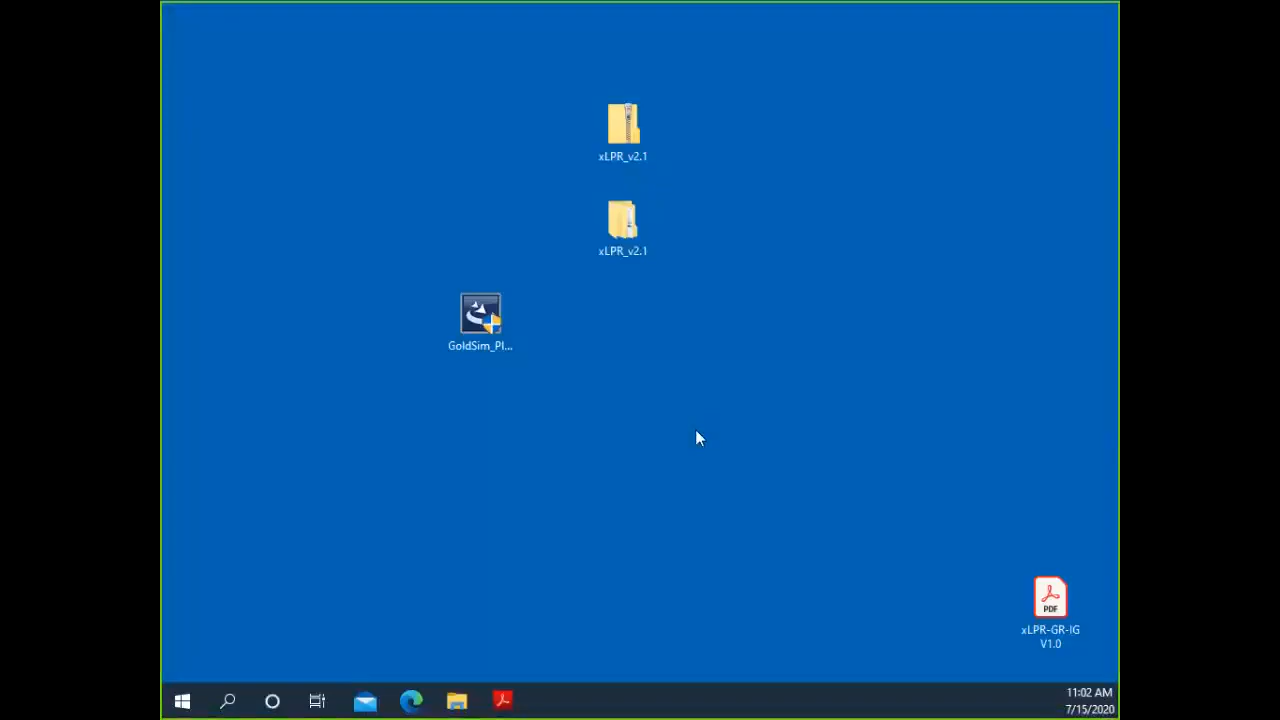 xLPR_v2.1
xLPR_v2.1
GoldSim_Pl...
PDF
xLPR-GR-IG
V1.0
11:02 AM
7/15/2020